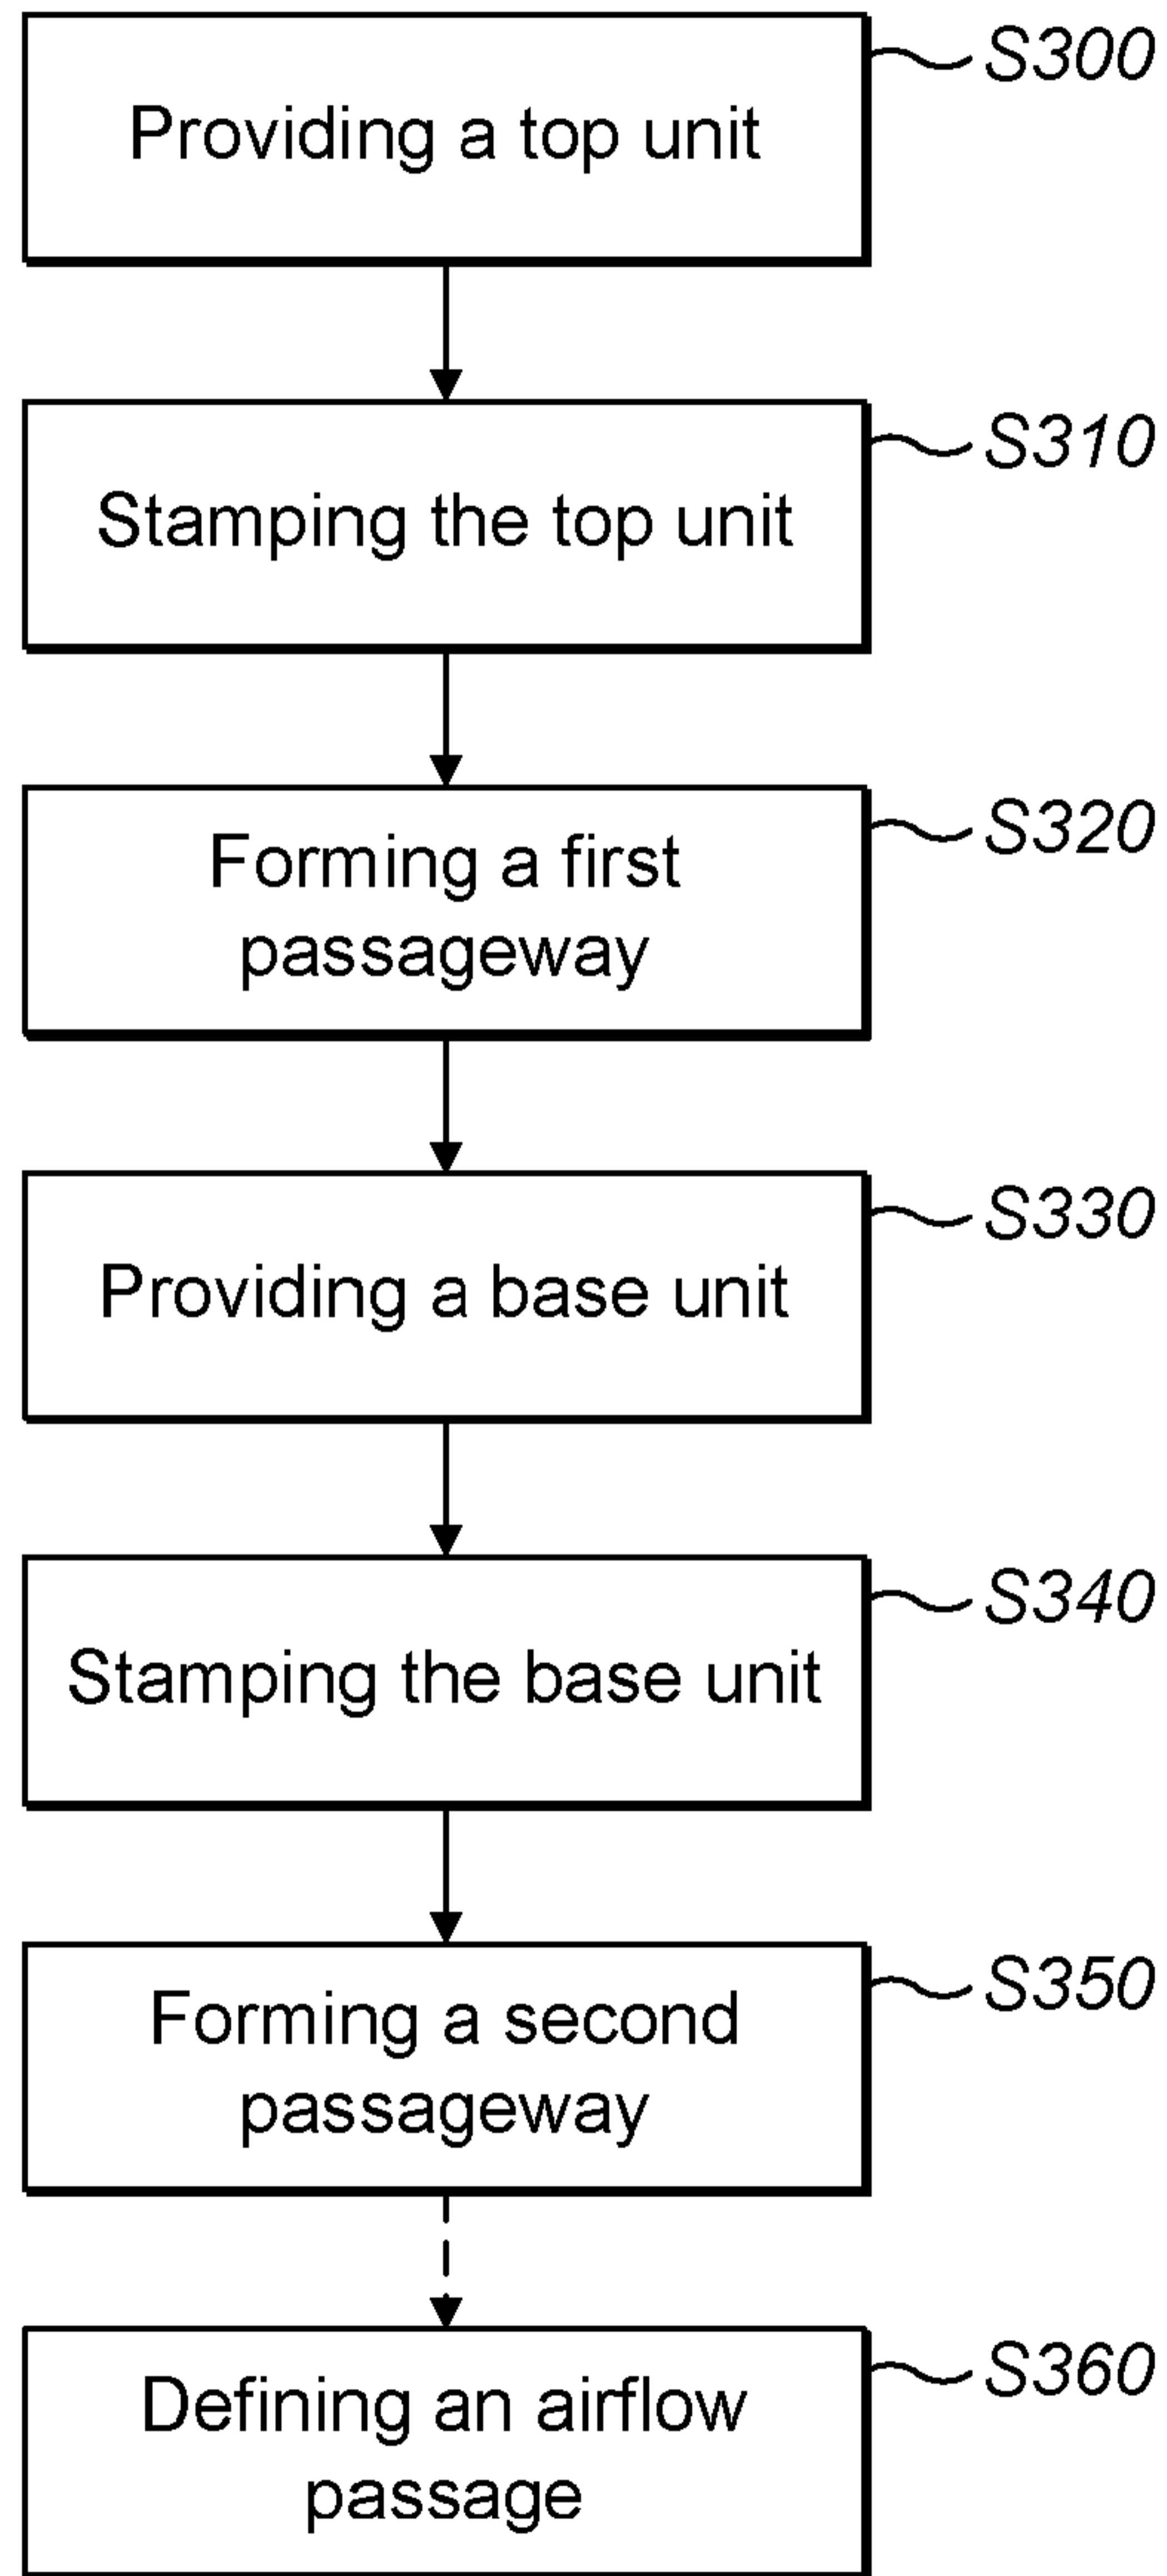 S300
Providing a top unit
S310
Stamping the top unit
S320
Forming a first
passageway
S330
Providing a base unit
S340
Stamping the base unit
S350
Forming a second
passageway
S360
Defining an airflow
passage